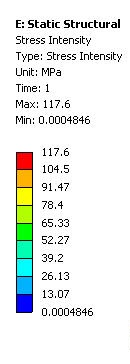 E: Static Structural
Stress Intensity
Type: Stress Intensity
Unit: MPa
Time: 1
Max: 117.6
Min: 0.0004846
117.6
104.5
91.47
78.4
65.33
52.27
39.2
26.13
13.07
0.0004846